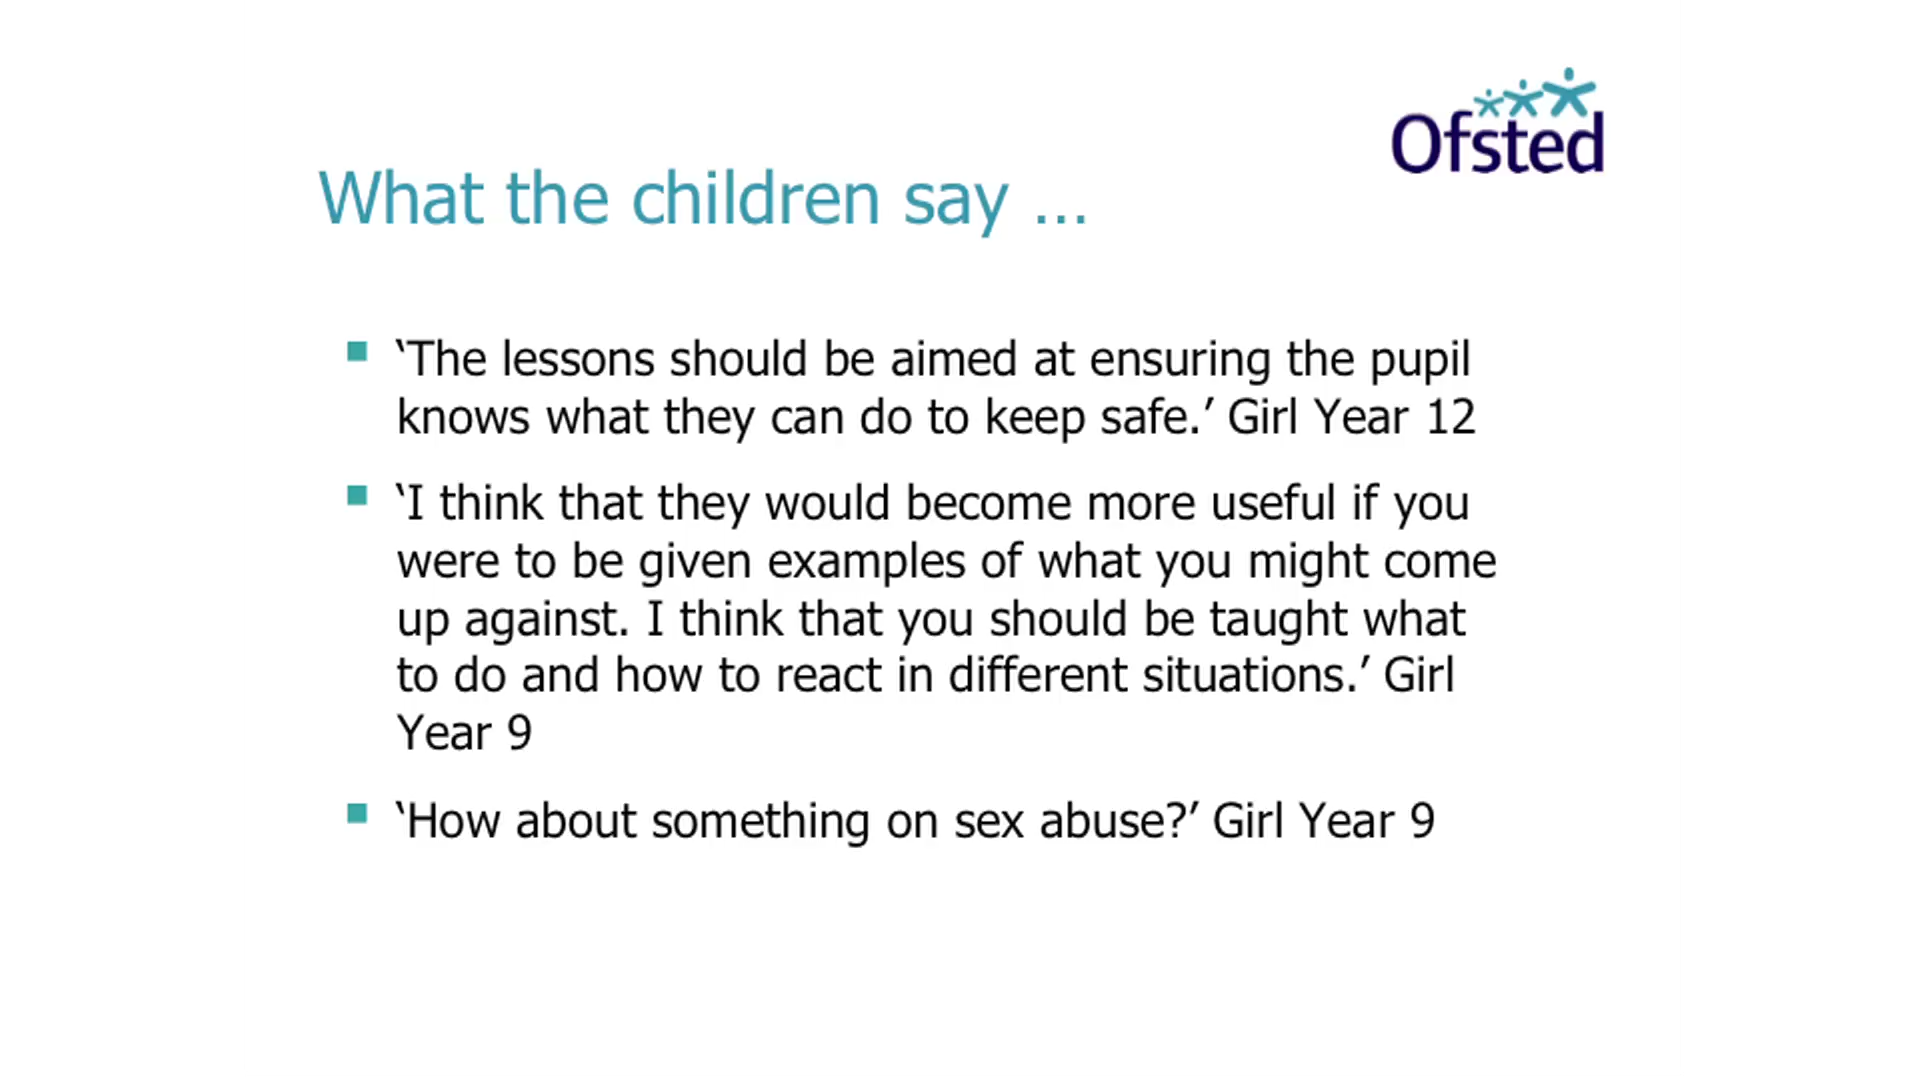 Ofsted
What the children say ...
‘The lessons should be aimed at ensuring the pupil
knows what they can do to keep safe.’ Girl Year 12
‘I think that they would become more useful if you
were to be given examples of what you might come
up against. I think that you should be taught what
to do and how to react in different situations.’ Girl
Year 9
‘How about something on sex abuse?’ Girl Year 9